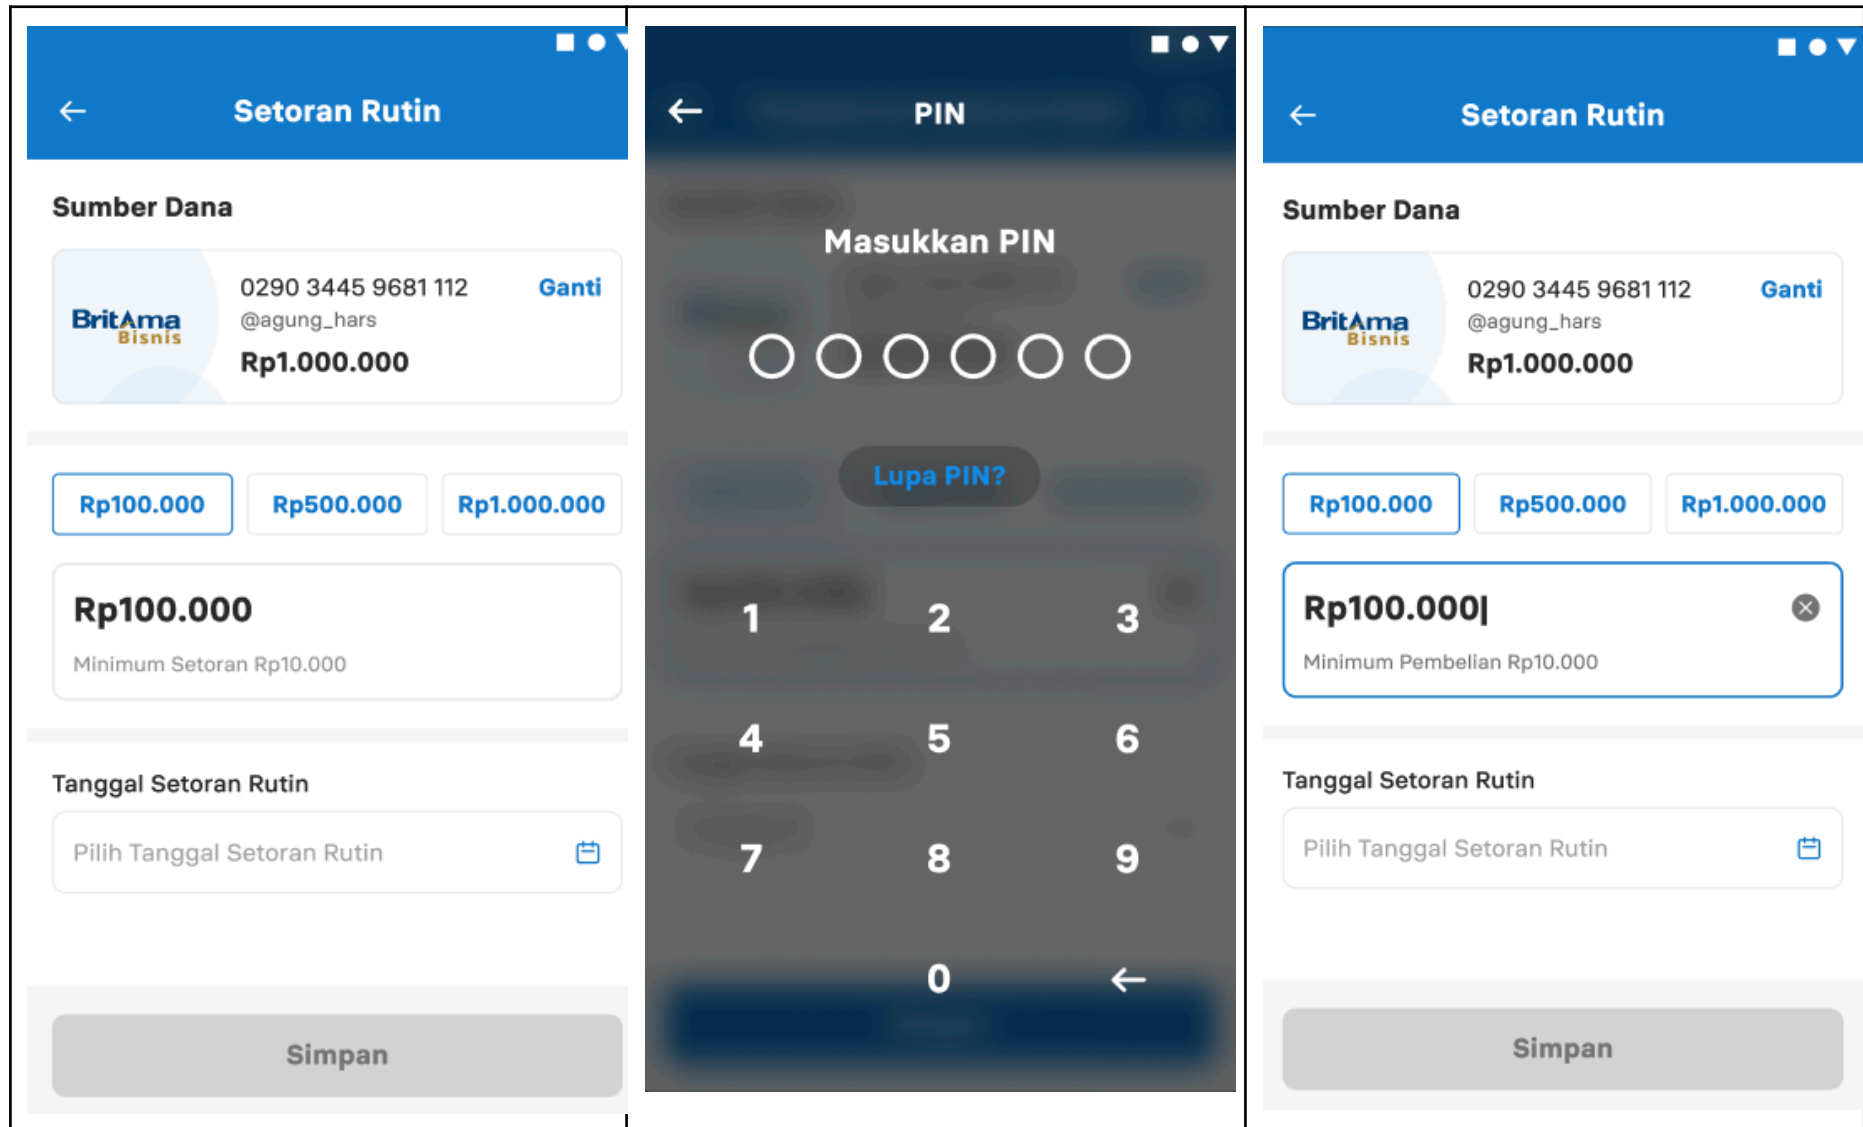 Setoran Rutin
Sumber Dana
BritAma
Bisnis
0290 3445 9681 112
Ganti
@agung_hars
Rp1.000.000
Rp100.000
Rp500.000
Rp1.000.000
Rp100.000
Minimum Setoran Rp10.000
Tanggal Setoran Rutin
Pilih Tanggal Setoran Rutin
Simpan
PIN
Masukkan PIN
Lupa PIN?
1 2 3
4 5 6
7 8 9
0
Setoran Rutin
Sumber Dana
BritAma
Bisnis
0290 3445 9681 112
Ganti
@agung_hars
Rp1.000.000
Rp100.000
Rp500.000
Rp1.000.000
Rp100.000
Minimum Pembelian Rp10.000
Tanggal Setoran Rutin
Pilih Tanggal Setoran Rutin
Simpan